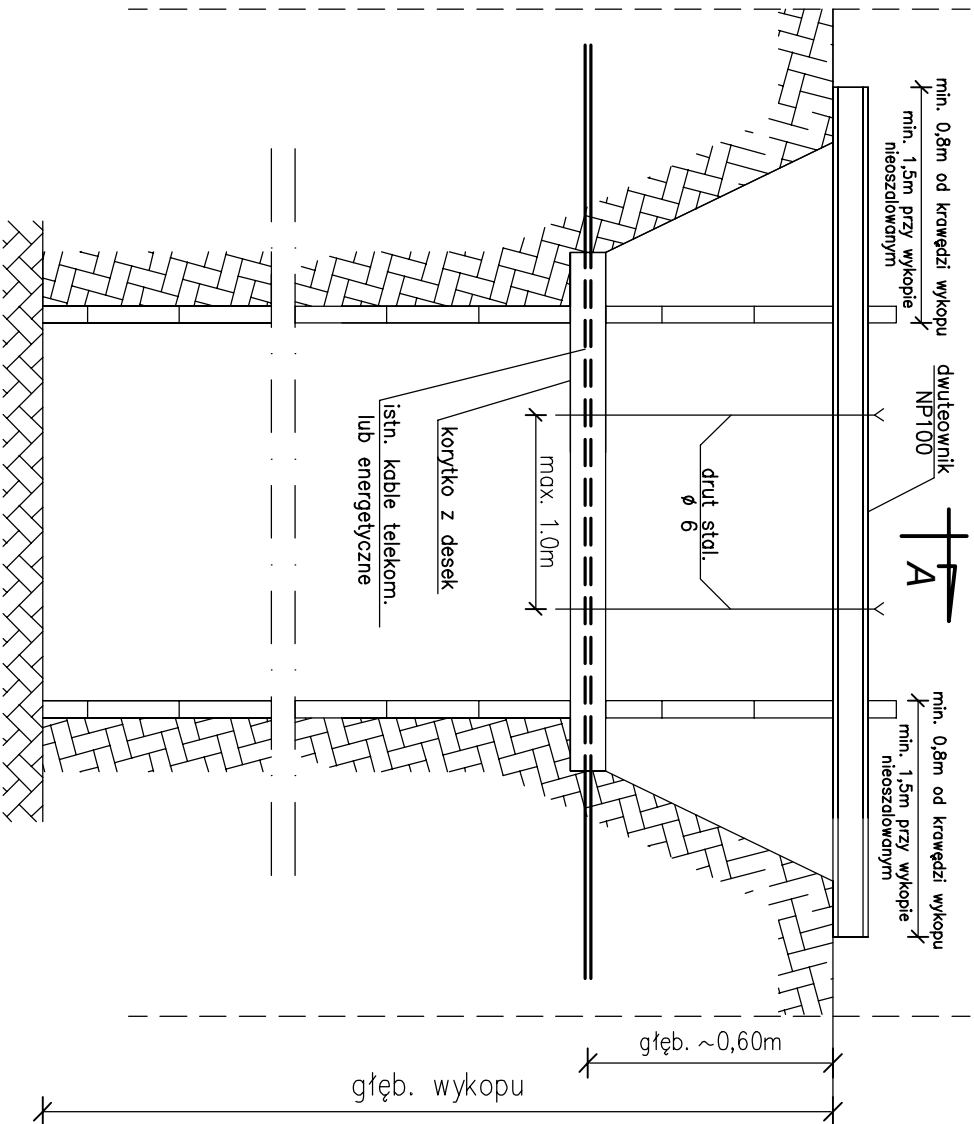 min. 0,8m od krawędzi wykopu
min. 1,5m przy wykopie
nieoszalowanym
dwuteownik
NP100
A
min. 0,8m od krawędzi wykopu
min. 1,5m przy wykopie
nieoszalowanym
drut stal.
ø 6
max. 1.0m
korytko z desek
istn. kable telekom.
lub energetyczne
głęb. ~0,60m
głęb. wykopu